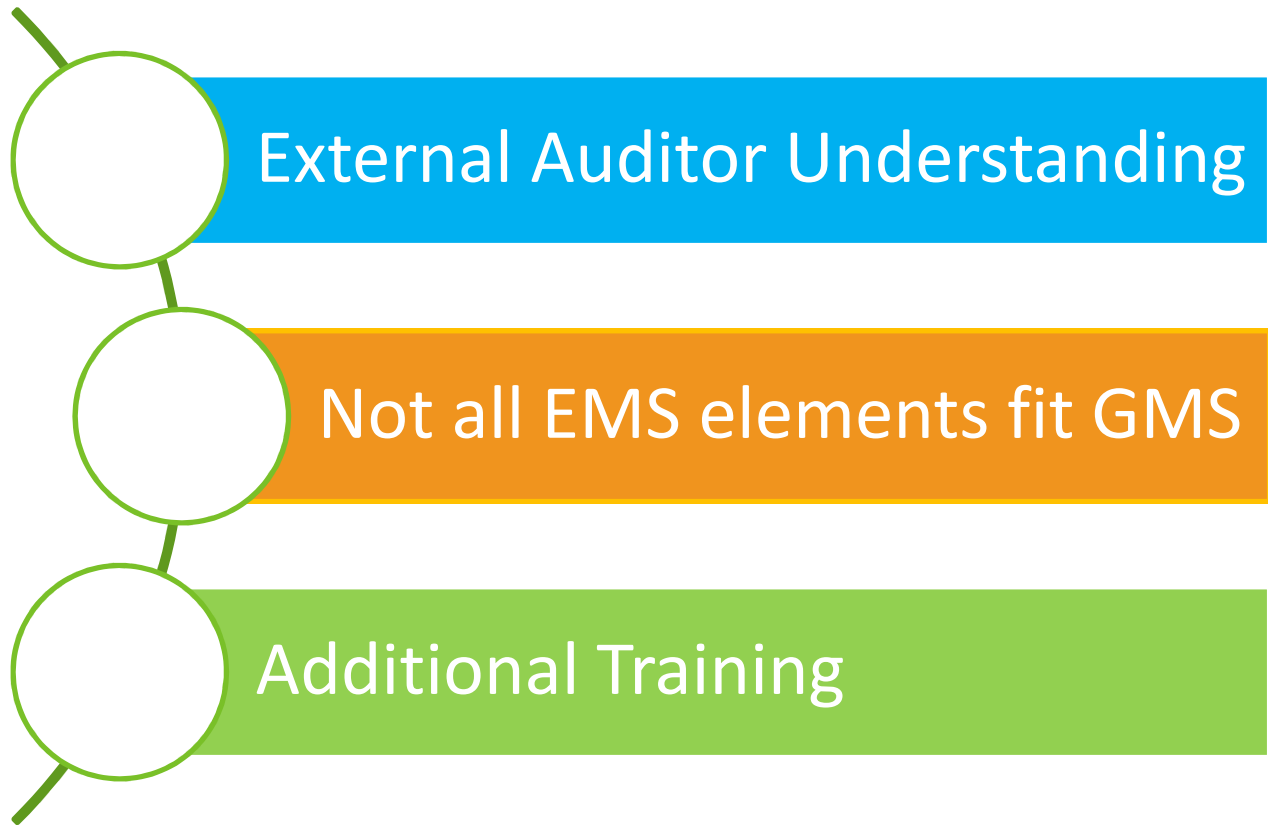 External Auditor Understanding
Not all EMS elements fit GMS
Additional Training